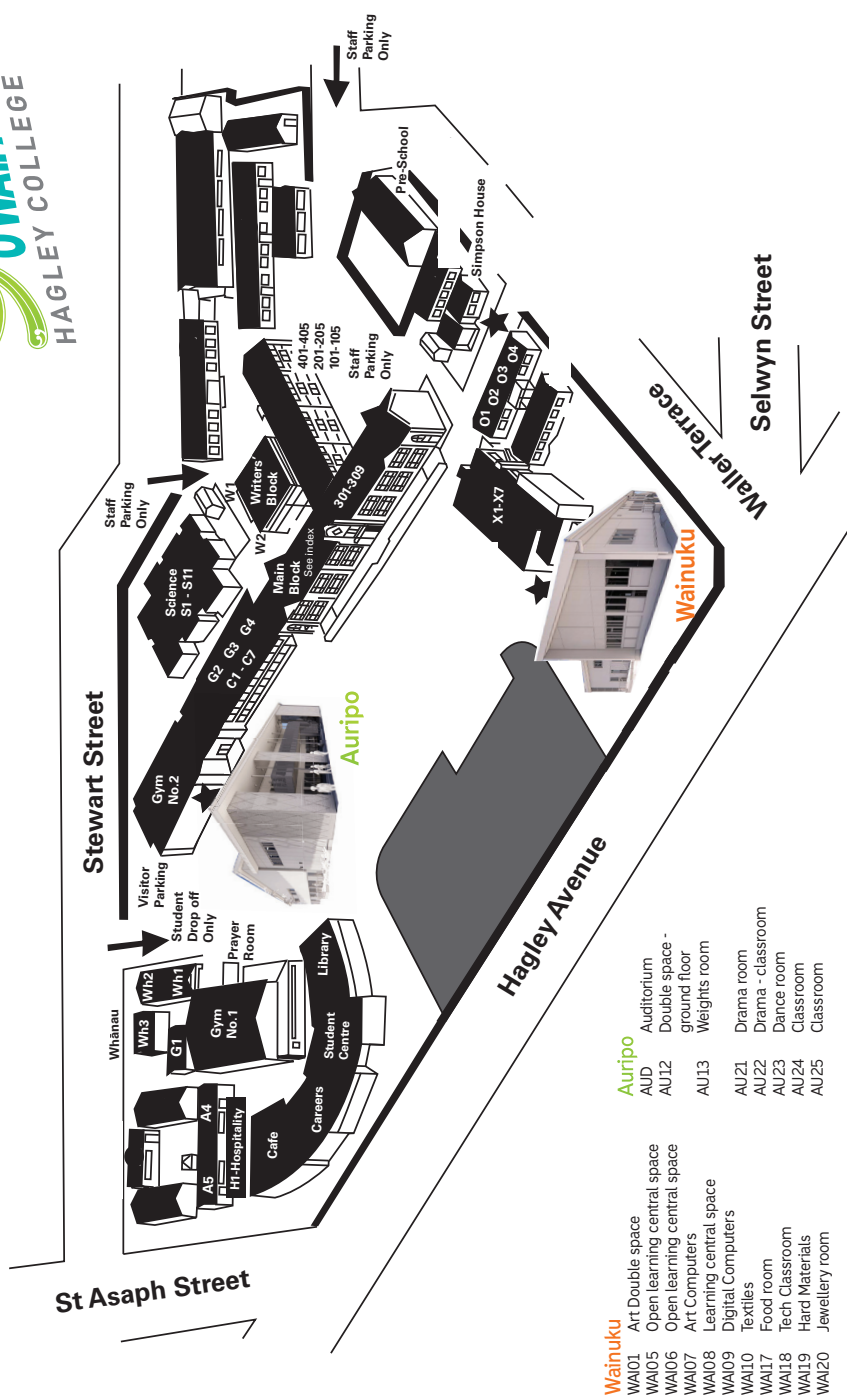 HAGLEY COLLEGE
Stewart Street
St Asaph Street
Hagley Avenue
Waller Terrace
Selwyn Street
Staff
Parking
Only
Staff
Parking
Only
Staff
Parking
Only
Visitor
Parking
Student
Drop off
Only
Prayer
Room
Whānau
Wh3
Wh2
Wh1
G1
Gym
No.1
A5
A4
H1-Hospitality
Cafe
Careers
Student
Centre
Library
Gym
No.2
G2 G3 G4
C1 - C7
Science
S1 - S11
W1
W2
Writers'
Block
Main
Block
See index
301-309
401-405
201-205
101-105
Pre-School
Simpson House
O1 O2 O3 O4
X1-X7
Auripo
Wainuku
Wainuku
WAI01 Art Double space
WAI05 Open learning central space
WAI06 Open learning central space
WAI07 Art Computers
WAI08 Learning central space
WAI09 Digital Computers
WAI10 Textiles
WAI17 Food room
WAI18 Tech Classroom
WAI19 Hard Materials
WAI20 Jewellery room
Auripo
AUD Auditorium
AU12 Double space -
ground floor
AU13 Weights room
AU21 Drama room
AU22 Drama - classroom
AU23 Dance room
AU24 Classroom
AU25 Classroom